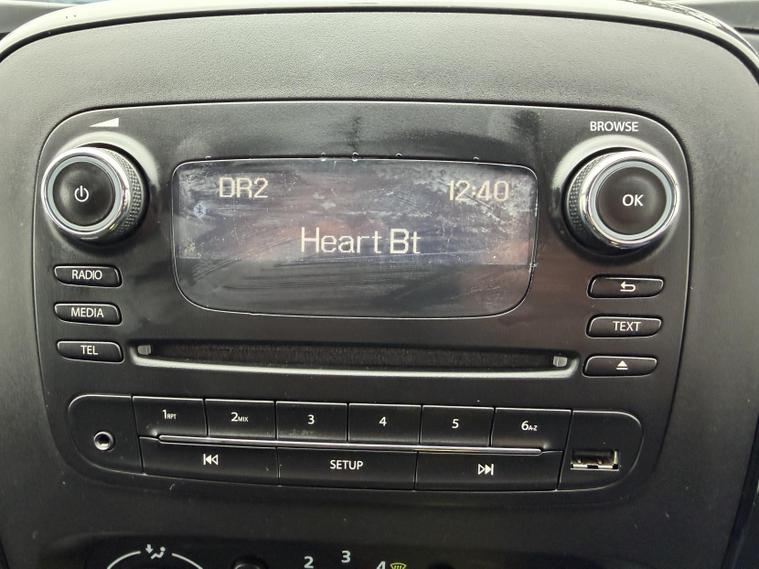 BROWSE
DR2 12:40
OK
Heart Bt
RADIO
MEDIA
TEXT
TEL
1RPT 2MIX 3 4 5 6A-Z
SETUP
2 3 4